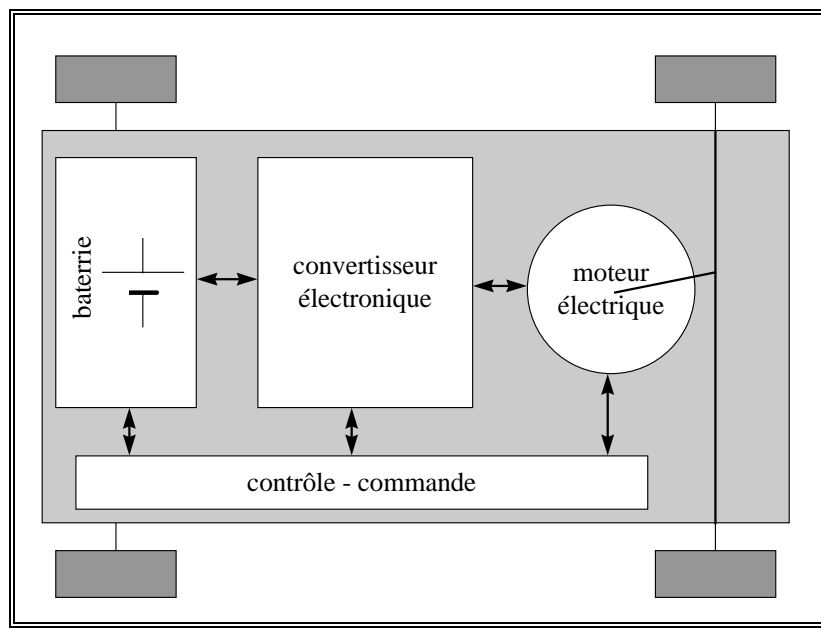 baterrie
convertisseur
électronique
moteur
électrique
contrôle - commande